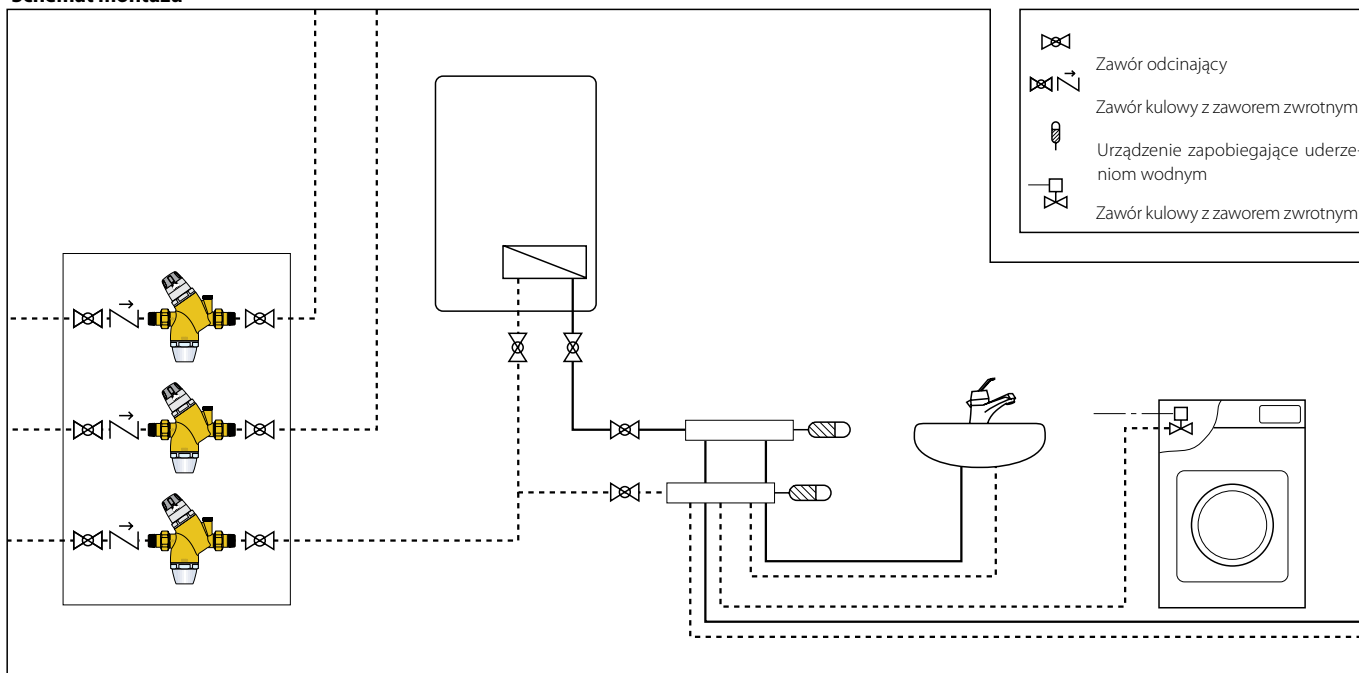 Schemat montażu
Zawór odcinający
Zawór kulowy z zaworem zwrotnym
Urządzenie zapobiegające uderze-
niom wodnym
Zawór kulowy z zaworem zwrotnym